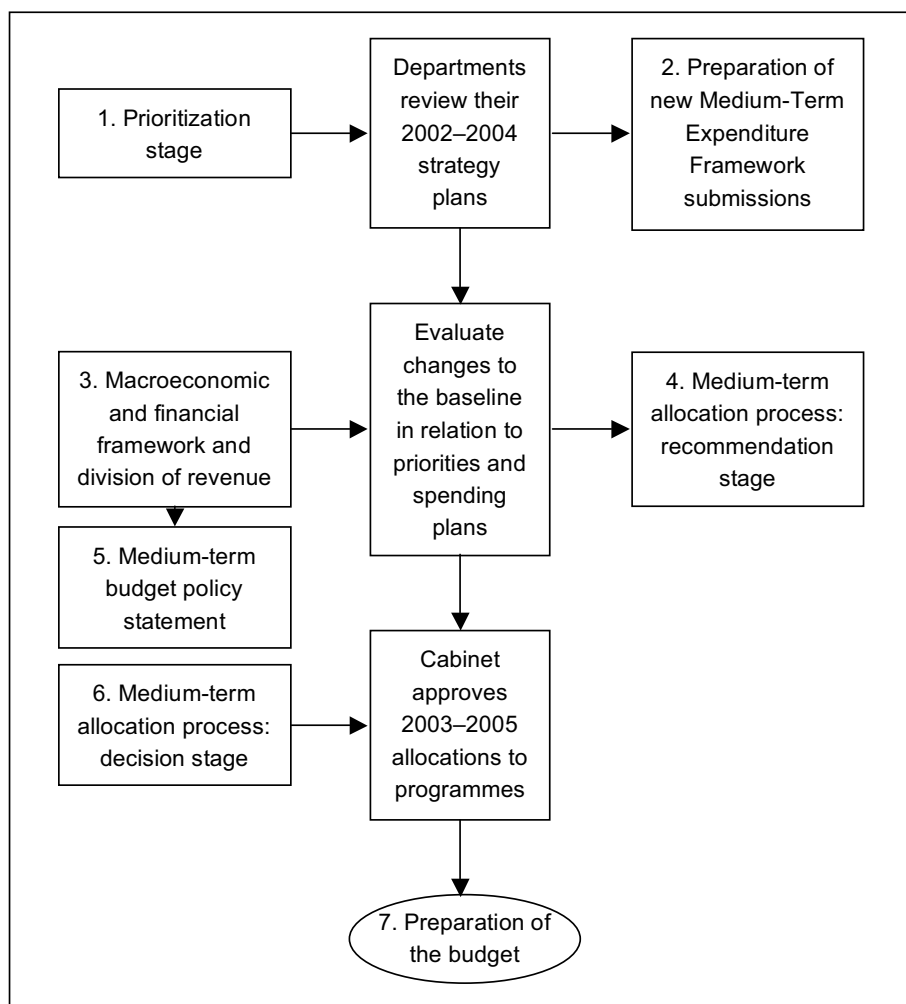 1. Prioritization
stage
Departments
review their
2002–2004
strategy
plans
2. Preparation of
new Medium-Term
Expenditure
Framework
submissions
3. Macroeconomic
and financial
framework and
division of revenue
Evaluate
changes to
the baseline
in relation to
priorities and
spending
plans
4. Medium-term
allocation process:
recommendation
stage
5. Medium-term
budget policy
statement
6. Medium-term
allocation process:
decision stage
Cabinet
approves
2003–2005
allocations to
programmes
7. Preparation of
the budget